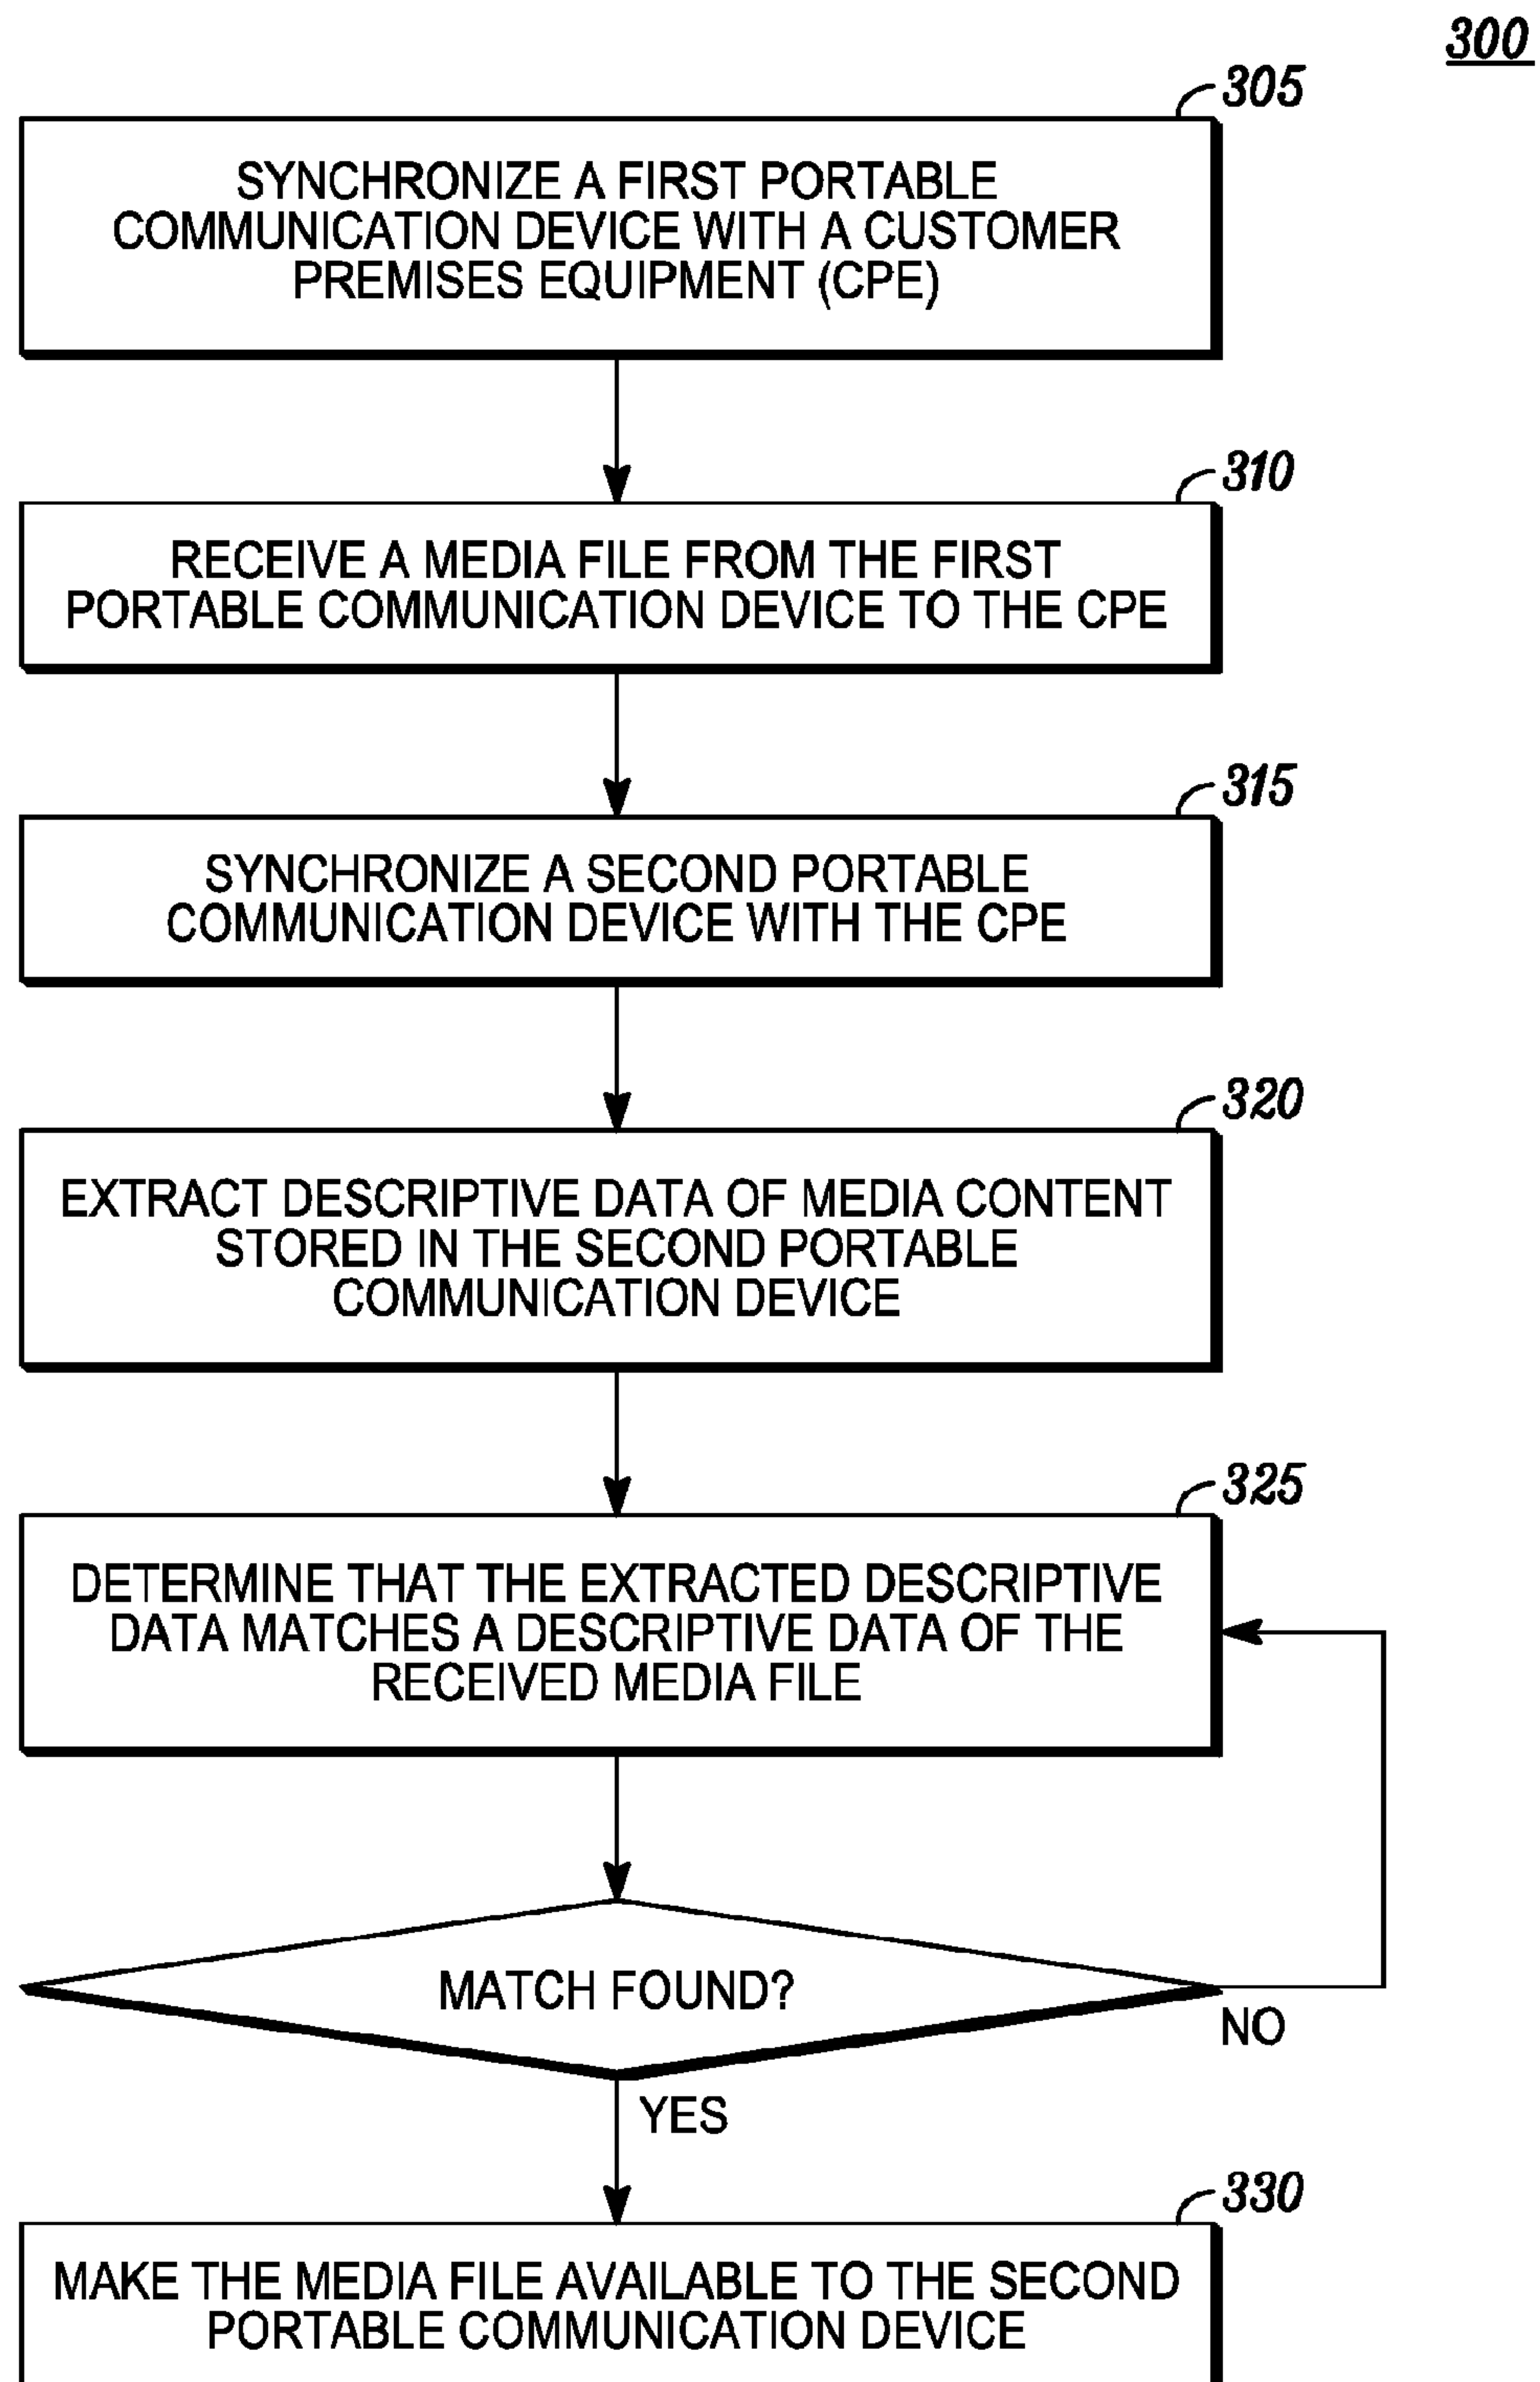 300
305
SYNCHRONIZE A FIRST PORTABLE
COMMUNICATION DEVICE WITH A CUSTOMER
PREMISES EQUIPMENT (CPE)
310
RECEIVE A MEDIA FILE FROM THE FIRST
PORTABLE COMMUNICATION DEVICE TO THE CPE
315
SYNCHRONIZE A SECOND PORTABLE
COMMUNICATION DEVICE WITH THE CPE
320
EXTRACT DESCRIPTIVE DATA OF MEDIA CONTENT
STORED IN THE SECOND PORTABLE
COMMUNICATION DEVICE
325
DETERMINE THAT THE EXTRACTED DESCRIPTIVE
DATA MATCHES A DESCRIPTIVE DATA OF THE
RECEIVED MEDIA FILE
MATCH FOUND?
NO
YES
330
MAKE THE MEDIA FILE AVAILABLE TO THE SECOND
PORTABLE COMMUNICATION DEVICE